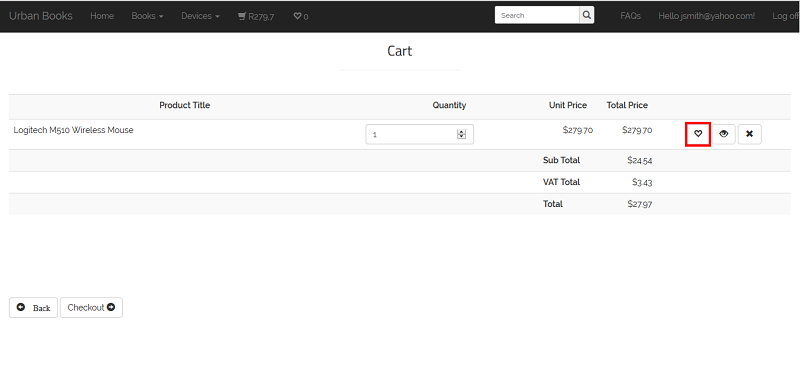 Urban Books Home Books Devices R279,7 0 Search FAQs Hello jsmith@yahoo.com! Log off
Cart
Product Title Quantity Unit Price Total Price
Logitech M510 Wireless Mouse 1 $279.70 $279.70
Sub Total $24.54
VAT Total $3.43
Total $27.97
Back Checkout